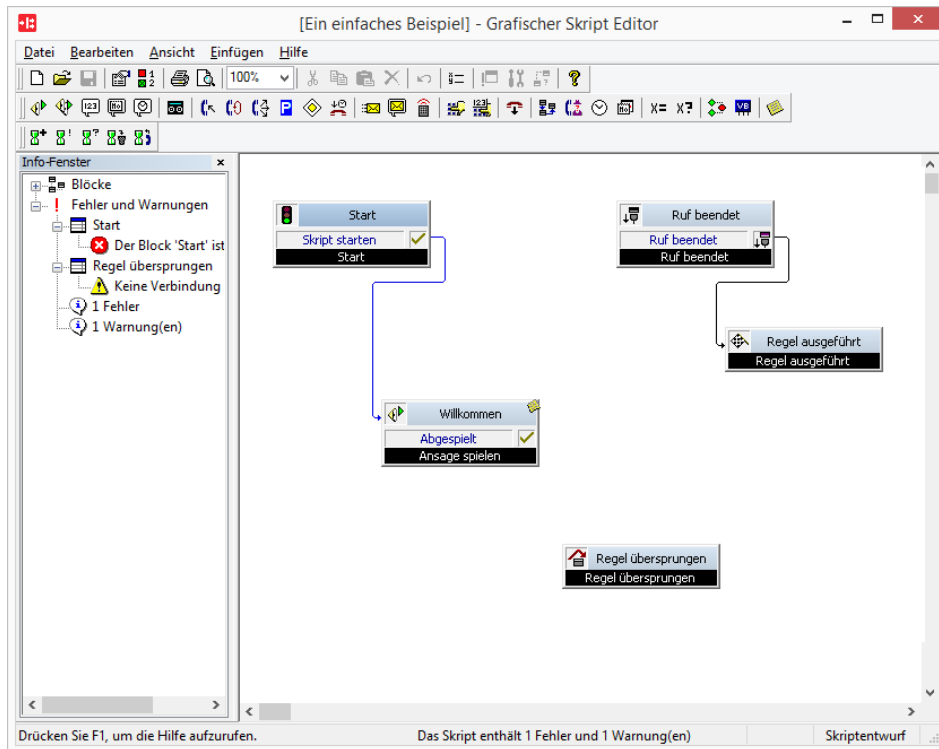 [Ein einfaches Beispiel] - Grafischer Skript Editor
Datei Bearbeiten Ansicht Einfügen Hilfe
100%
Info-Fenster
Blöcke
Fehler und Warnungen
Start
Der Block 'Start' ist
Regel übersprungen
Keine Verbindung
1 Fehler
1 Warnung(en)
Start
Skript starten
Start
Ruf beendet
Ruf beendet
Ruf beendet
Regel ausgeführt
Regel ausgeführt
Willkommen
Abgespielt
Ansage spielen
Regel übersprungen
Regel übersprungen
Drücken Sie F1, um die Hilfe aufzurufen.
Das Skript enthält 1 Fehler und 1 Warnung(en)
Skriptentwurf